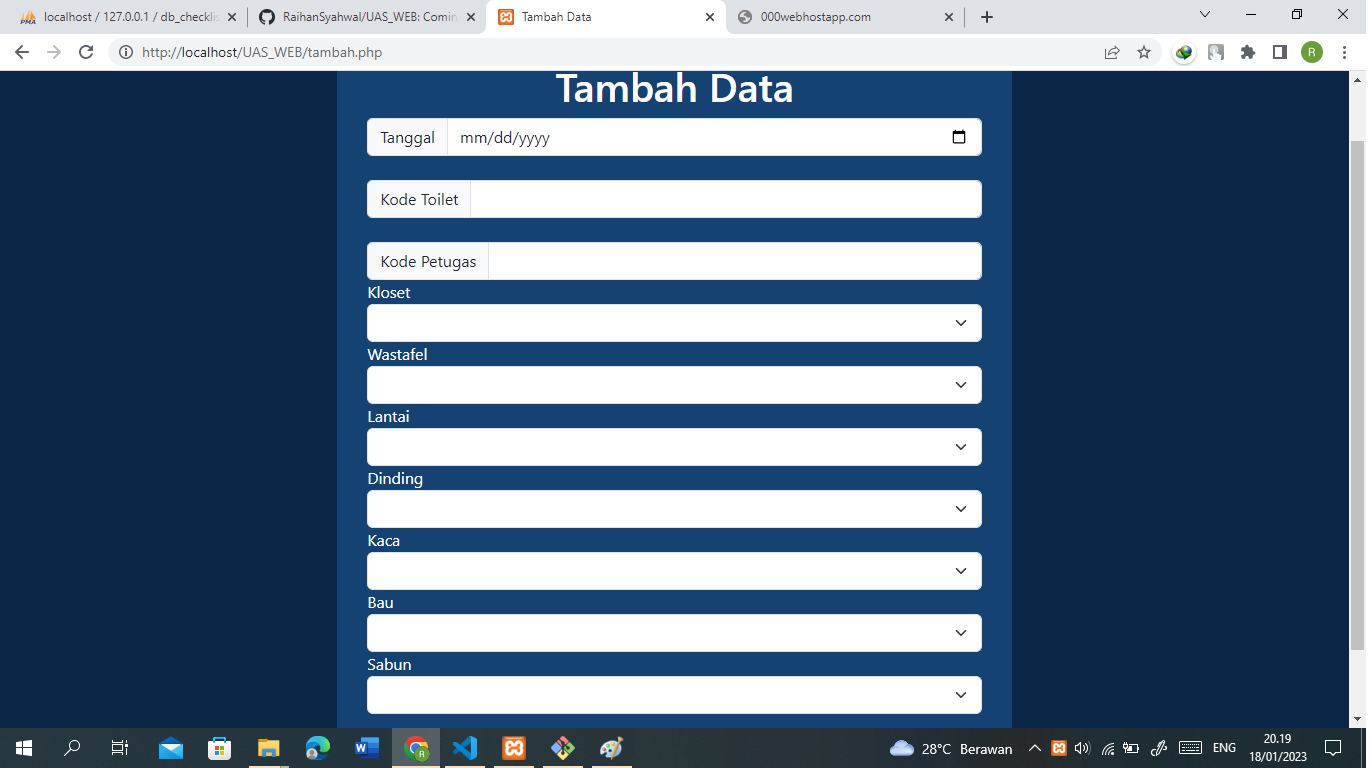 PMA
localhost / 127.0.0.1 / db_checklis
RaihanSyahwal/UAS_WEB: Comin
Tambah Data
000webhostapp.com
http://localhost/UAS_WEB/tambah.php
R
Tambah Data
Tanggal
mm/dd/yyyy
Kode Toilet
Kode Petugas
Kloset
Wastafel
Lantai
Dinding
Kaca
Bau
Sabun
28°C Berawan
ENG
20.19
18/01/2023